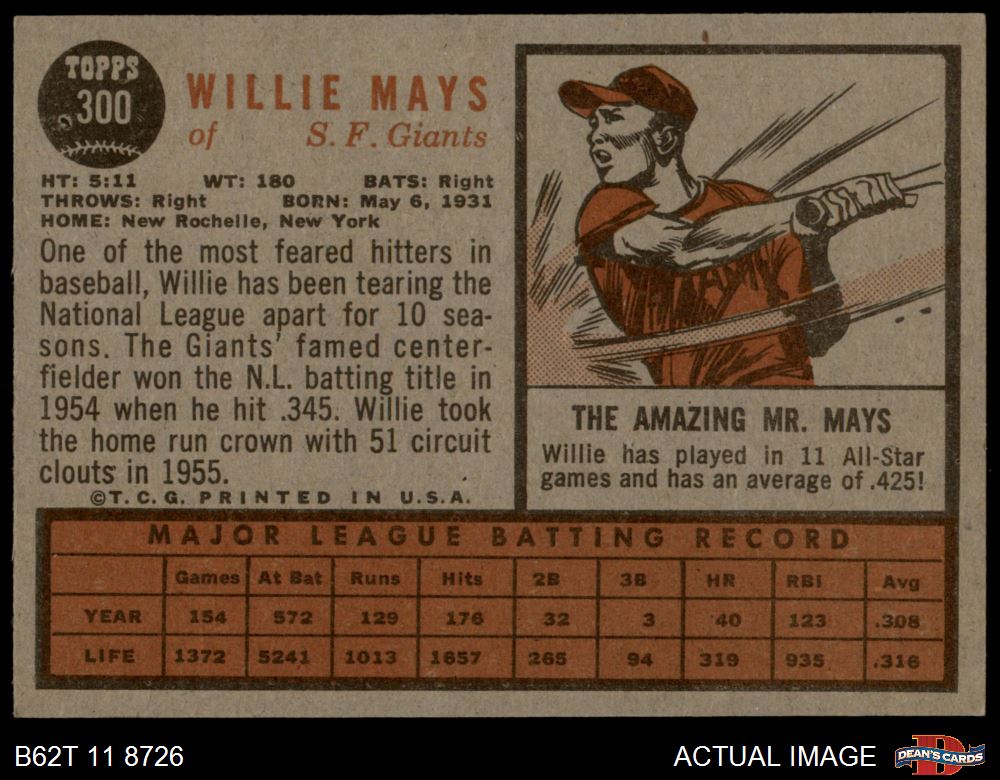 TOPPS
300
WILLIE MAYS
of S. F. Giants
HT: 5:11 WT: 180 BATS: Right
THROWS: Right BORN: May 6, 1931
HOME: New Rochelle, New York
One of the most feared hitters in
baseball, Willie has been tearing the
National League apart for 10 sea-
sons. The Giants' famed center-
fielder won the N.L. batting title in
1954 when he hit .345. Willie took
the home run crown with 51 circuit
clouts in 1955.
©T.C.G. PRINTED IN U.S.A.
THE AMAZING MR. MAYS
Willie has played in 11 All-Star
games and has an average of .425!
MAJOR LEAGUE BATTING RECORD
Games At Bat Runs Hits 2B 3B HR RBI Avg
YEAR 154 572 129 176 32 3 40 123 .308
LIFE 1372 5241 1013 1657 265 94 319 935 .316
B62T 11 8726 ACTUAL IMAGE DEAN'S CARDS